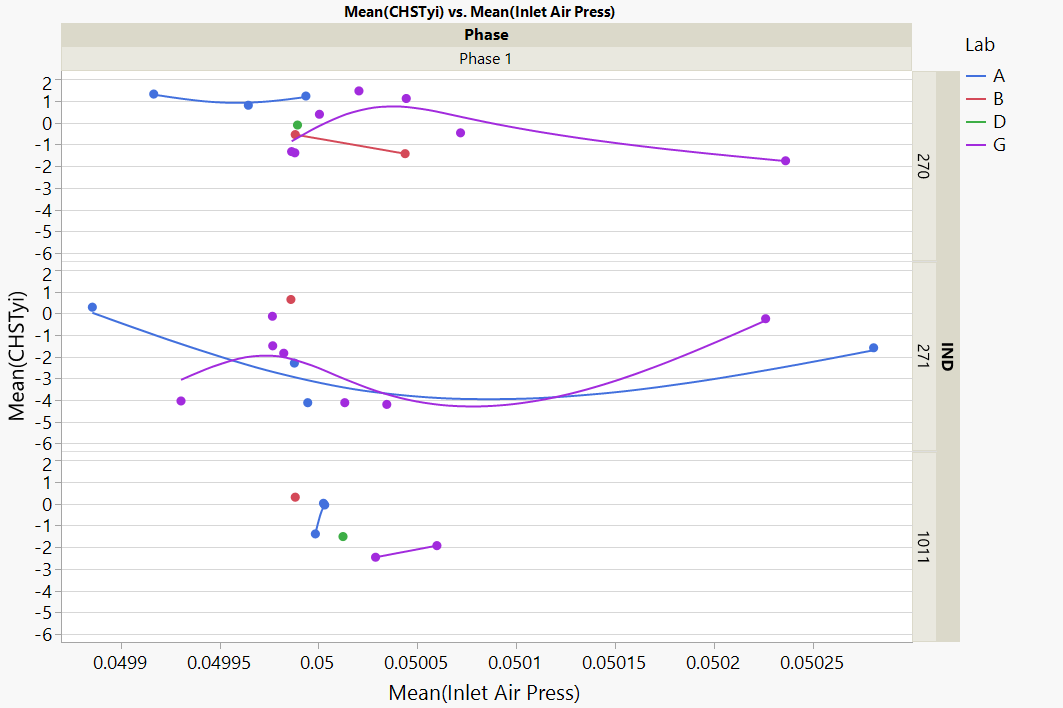 Mean(CHSTyi) vs. Mean(Inlet Air Press)
Phase
Phase 1
Lab
A
B
D
G
Mean(CHSTyi)
2
1
0
-1
-2
-3
-4
-5
-6
270
2
1
0
-1
-2
-3
-4
-5
-6
271
IND
2
1
0
-1
-2
-3
-4
-5
-6
1011
0.0499 0.04995 0.05 0.05005 0.0501 0.05015 0.0502 0.05025
Mean(Inlet Air Press)